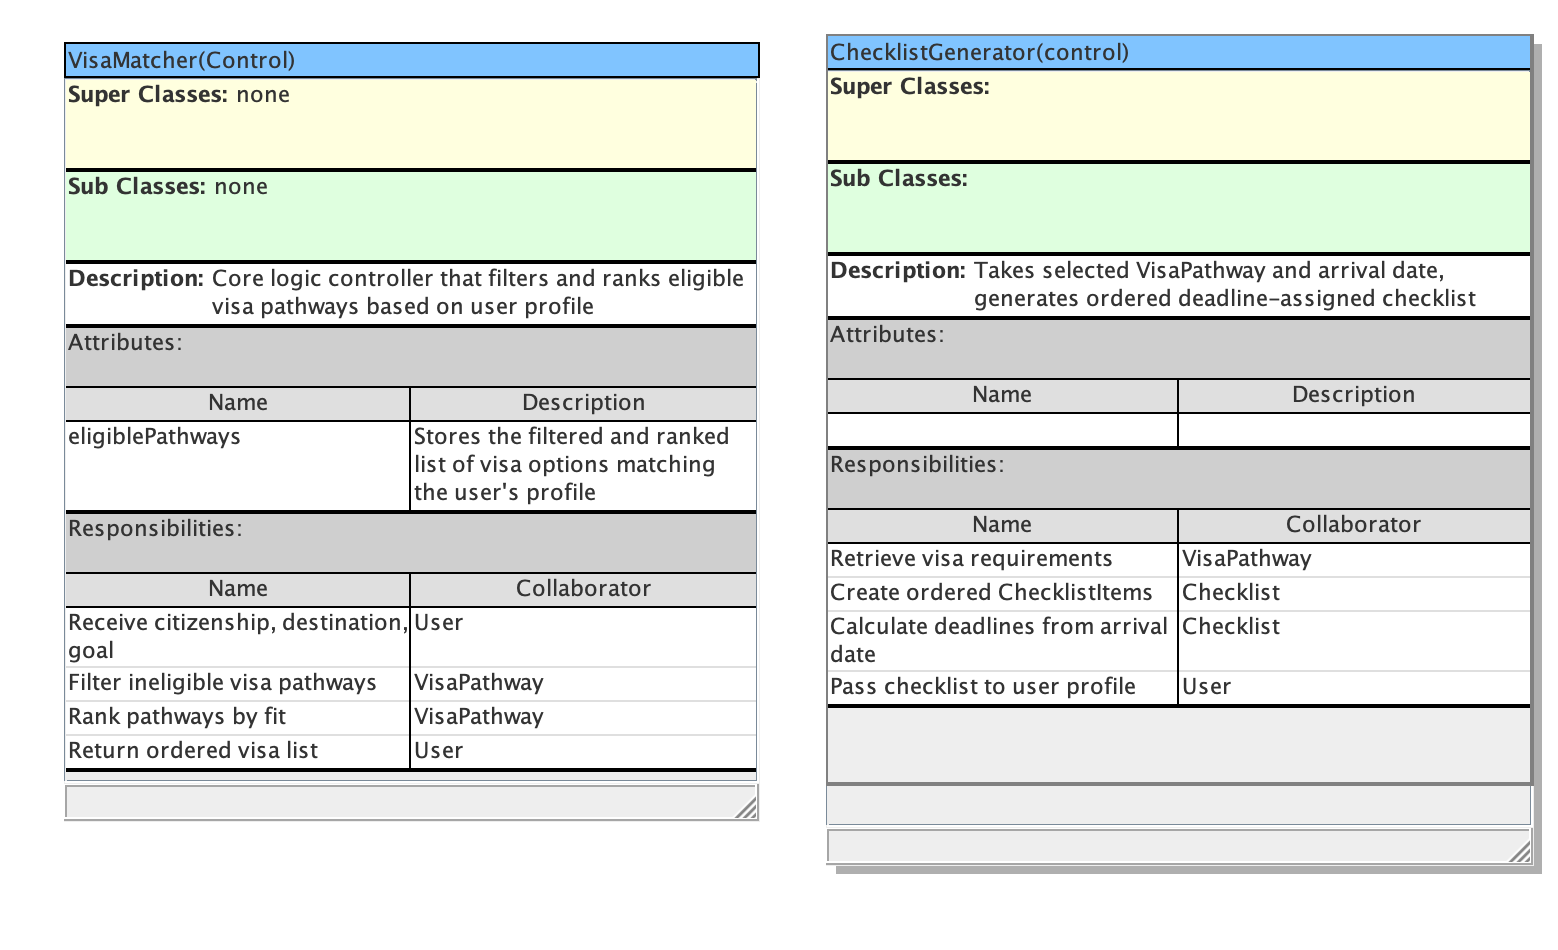 VisaMatcher(Control)
Super Classes: none
Sub Classes: none
Description: Core logic controller that filters and ranks eligible
visa pathways based on user profile
Attributes:
Name Description
eligiblePathways Stores the filtered and ranked
list of visa options matching
the user's profile
Responsibilities:
Name Collaborator
Receive citizenship, destination, User
goal
Filter ineligible visa pathways VisaPathway
Rank pathways by fit VisaPathway
Return ordered visa list User
ChecklistGenerator(control)
Super Classes:
Sub Classes:
Description: Takes selected VisaPathway and arrival date,
generates ordered deadline-assigned checklist
Attributes:
Name Description
Responsibilities:
Name Collaborator
Retrieve visa requirements VisaPathway
Create ordered ChecklistItems Checklist
Calculate deadlines from arrival Checklist
date
Pass checklist to user profile User